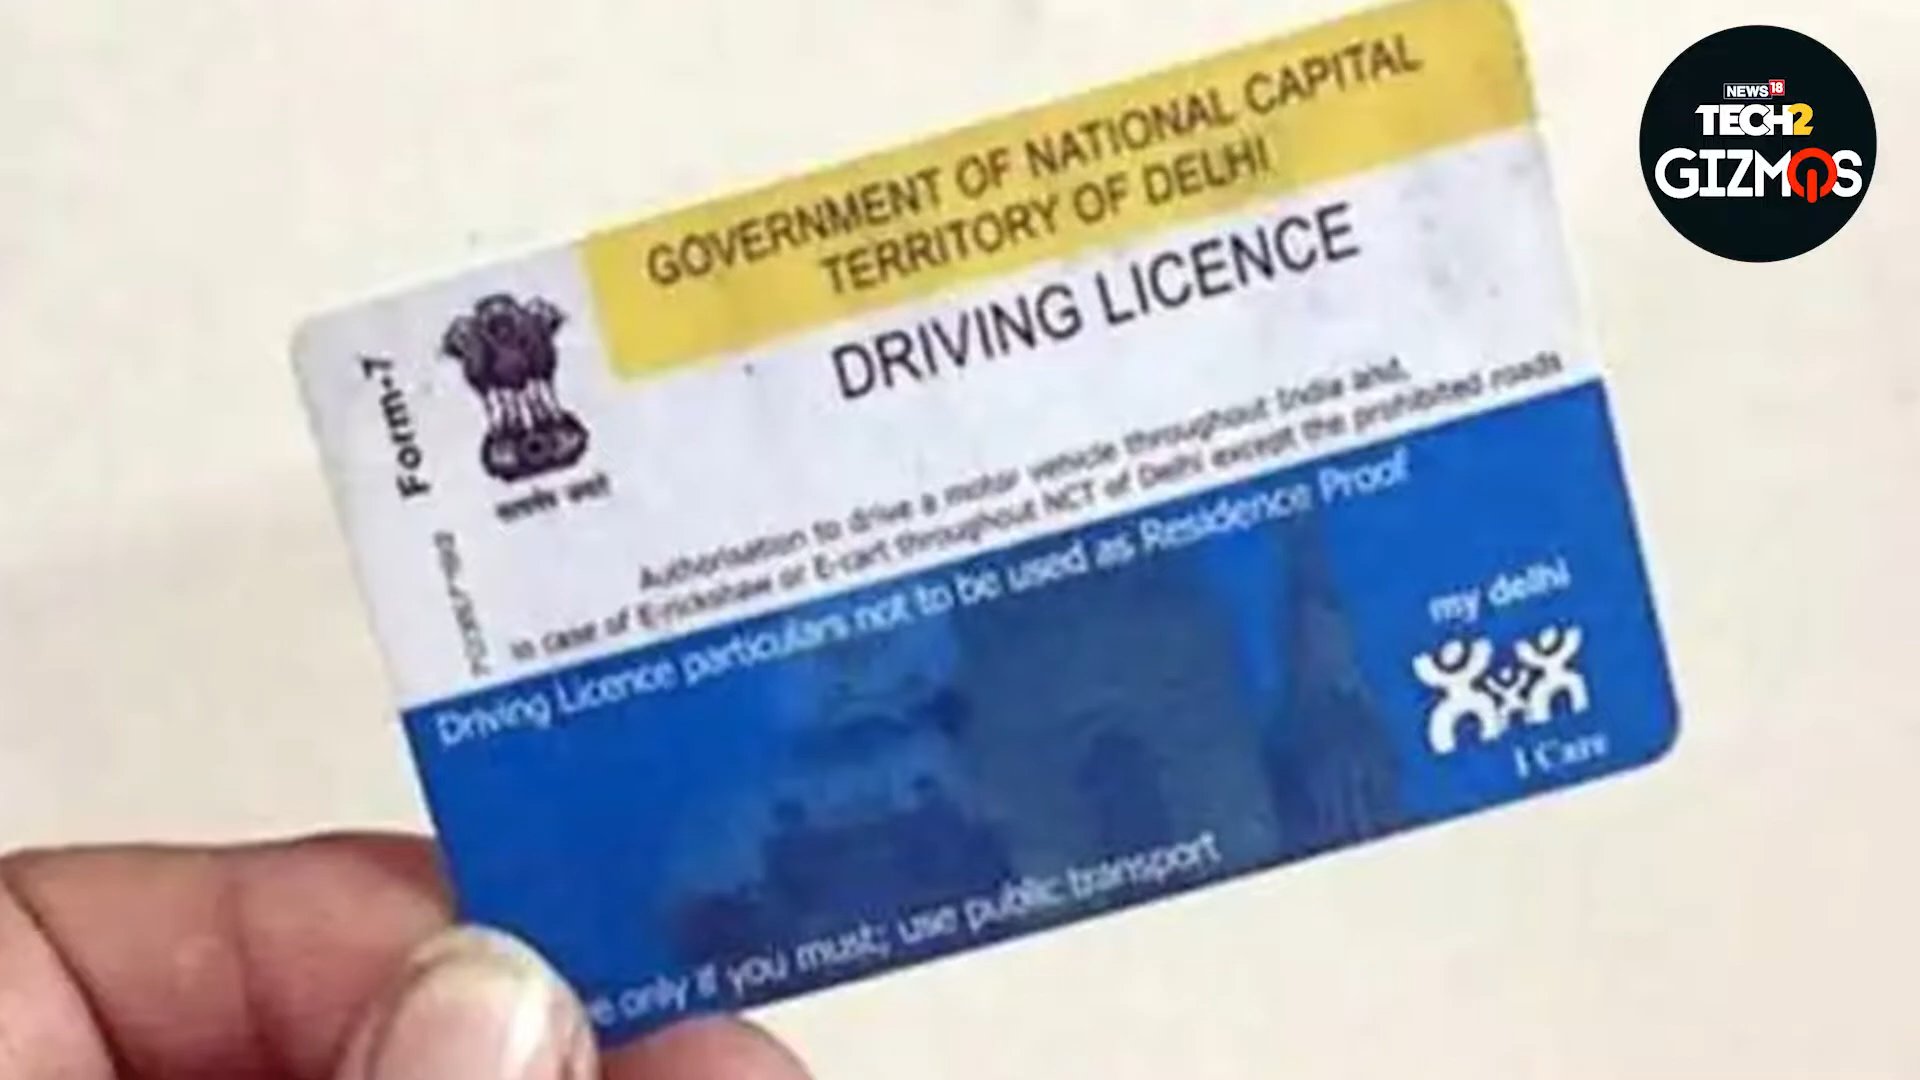 NEWS 18
TECH2
GIZMOS
GOVERNMENT OF NATIONAL CAPITAL
TERRITORY OF DELHI
DRIVING LICENCE
Form-7
Authorisation to drive a motor vehicle throughout India and,
in case of E-rickshaw or E-cart throughout NCT of Delhi except the prohibited roads
Driving Licence particulars not to be used as Residence Proof
my delhi
I Care
e only if you must; use public transport